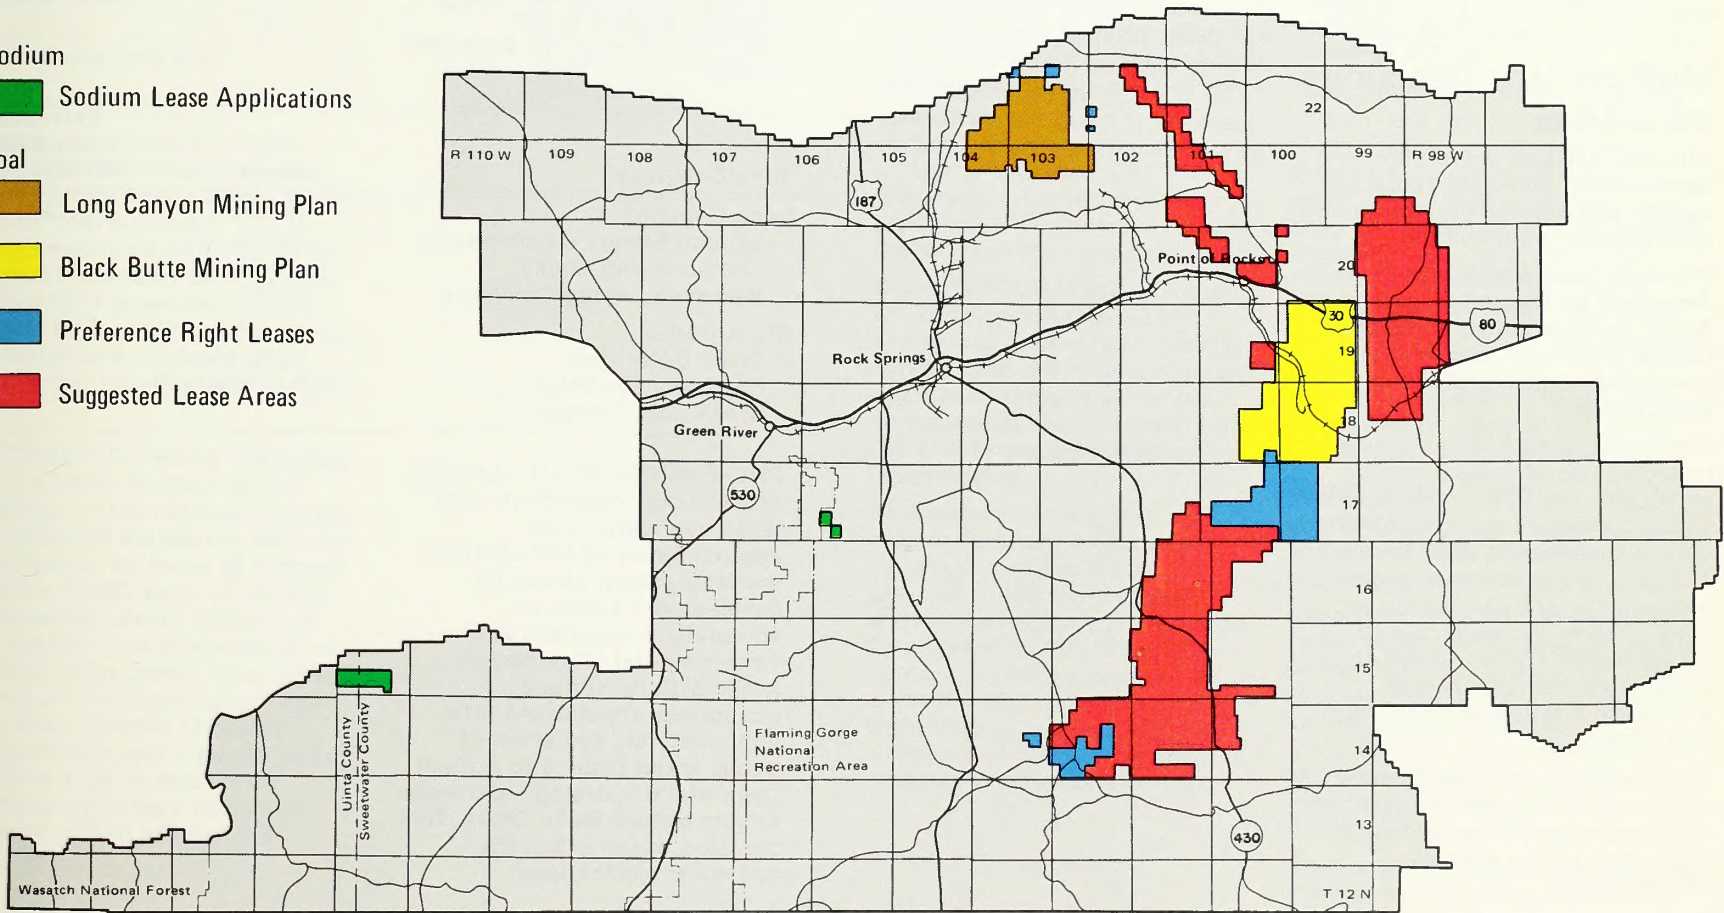 odium
Sodium Lease Applications
oal
Long Canyon Mining Plan
Black Butte Mining Plan
Preference Right Leases
Suggested Lease Areas
22
R 110 W 109 108 107 106 105 104 103 102 101 100 99 R 98 W
187
Point of Rocks
20
30
80
19
Rock Springs
18
Green River
530
17
16
15
Uinta County
Sweetwater County
Flaming Gorge
National
Recreation Area
14
13
430
Wasatch National Forest
T 12 N